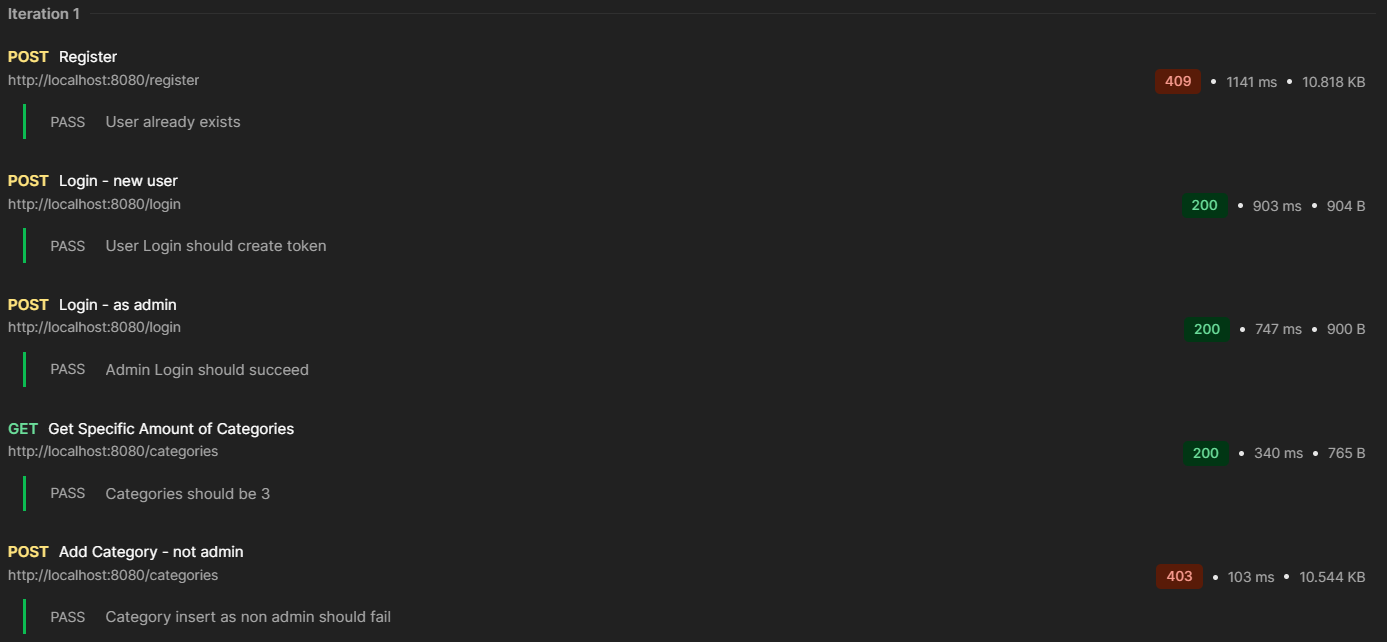 Iteration 1
POST Register
http://localhost:8080/register
409 • 1141 ms • 10.818 KB
PASS User already exists
POST Login - new user
http://localhost:8080/login
200 • 903 ms • 904 B
PASS User Login should create token
POST Login - as admin
http://localhost:8080/login
200 • 747 ms • 900 B
PASS Admin Login should succeed
GET Get Specific Amount of Categories
http://localhost:8080/categories
200 • 340 ms • 765 B
PASS Categories should be 3
POST Add Category - not admin
http://localhost:8080/categories
403 • 103 ms • 10.544 KB
PASS Category insert as non admin should fail